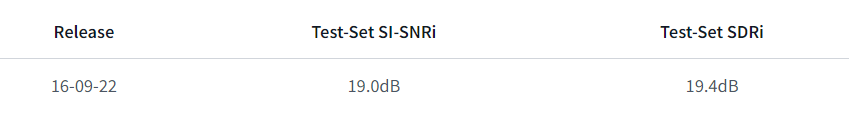 Release Test-Set SI-SNRi Test-Set SDRi
16-09-22 19.0dB 19.4dB